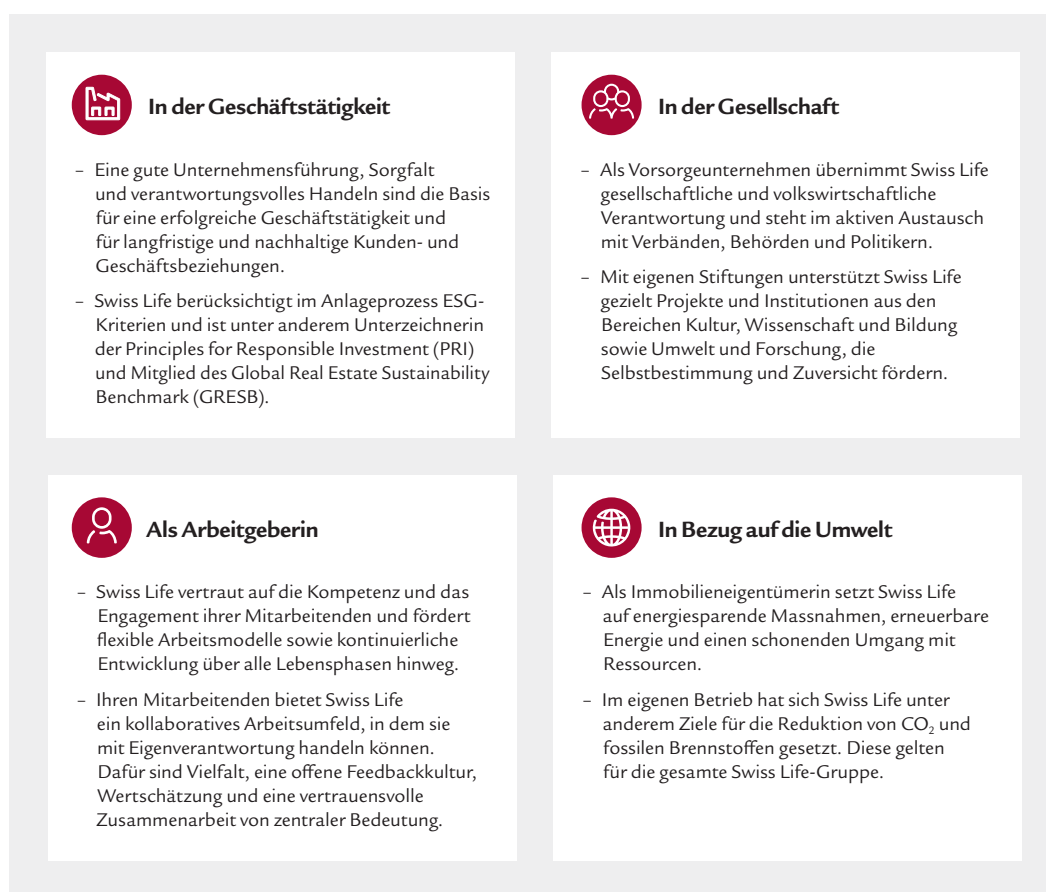 In der Geschäftstätigkeit
– Eine gute Unternehmensführung, Sorgfalt
und verantwortungsvolles Handeln sind die Basis
für eine erfolgreiche Geschäftstätigkeit und
für langfristige und nachhaltige Kunden- und
Geschäftsbeziehungen.
– Swiss Life berücksichtigt im Anlageprozess ESG-
Kriterien und ist unter anderem Unterzeichnerin
der Principles for Responsible Investment (PRI)
und Mitglied des Global Real Estate Sustainability
Benchmark (GRESB).
In der Gesellschaft
– Als Vorsorgeunternehmen übernimmt Swiss Life
gesellschaftliche und volkswirtschaftliche
Verantwortung und steht im aktiven Austausch
mit Verbänden, Behörden und Politikern.
– Mit eigenen Stiftungen unterstützt Swiss Life
gezielt Projekte und Institutionen aus den
Bereichen Kultur, Wissenschaft und Bildung
sowie Umwelt und Forschung, die
Selbstbestimmung und Zuversicht fördern.
Als Arbeitgeberin
– Swiss Life vertraut auf die Kompetenz und das
Engagement ihrer Mitarbeitenden und fördert
flexible Arbeitsmodelle sowie kontinuierliche
Entwicklung über alle Lebensphasen hinweg.
– Ihren Mitarbeitenden bietet Swiss Life
ein kollaboratives Arbeitsumfeld, in dem sie
mit Eigenverantwortung handeln können.
Dafür sind Vielfalt, eine offene Feedbackkultur,
Wertschätzung und eine vertrauensvolle
Zusammenarbeit von zentraler Bedeutung.
In Bezug auf die Umwelt
– Als Immobilieneigentümerin setzt Swiss Life
auf energiesparende Massnahmen, erneuerbare
Energie und einen schonenden Umgang mit
Ressourcen.
– Im eigenen Betrieb hat sich Swiss Life unter
anderem Ziele für die Reduktion von CO₂ und
fossilen Brennstoffen gesetzt. Diese gelten
für die gesamte Swiss Life-Gruppe.